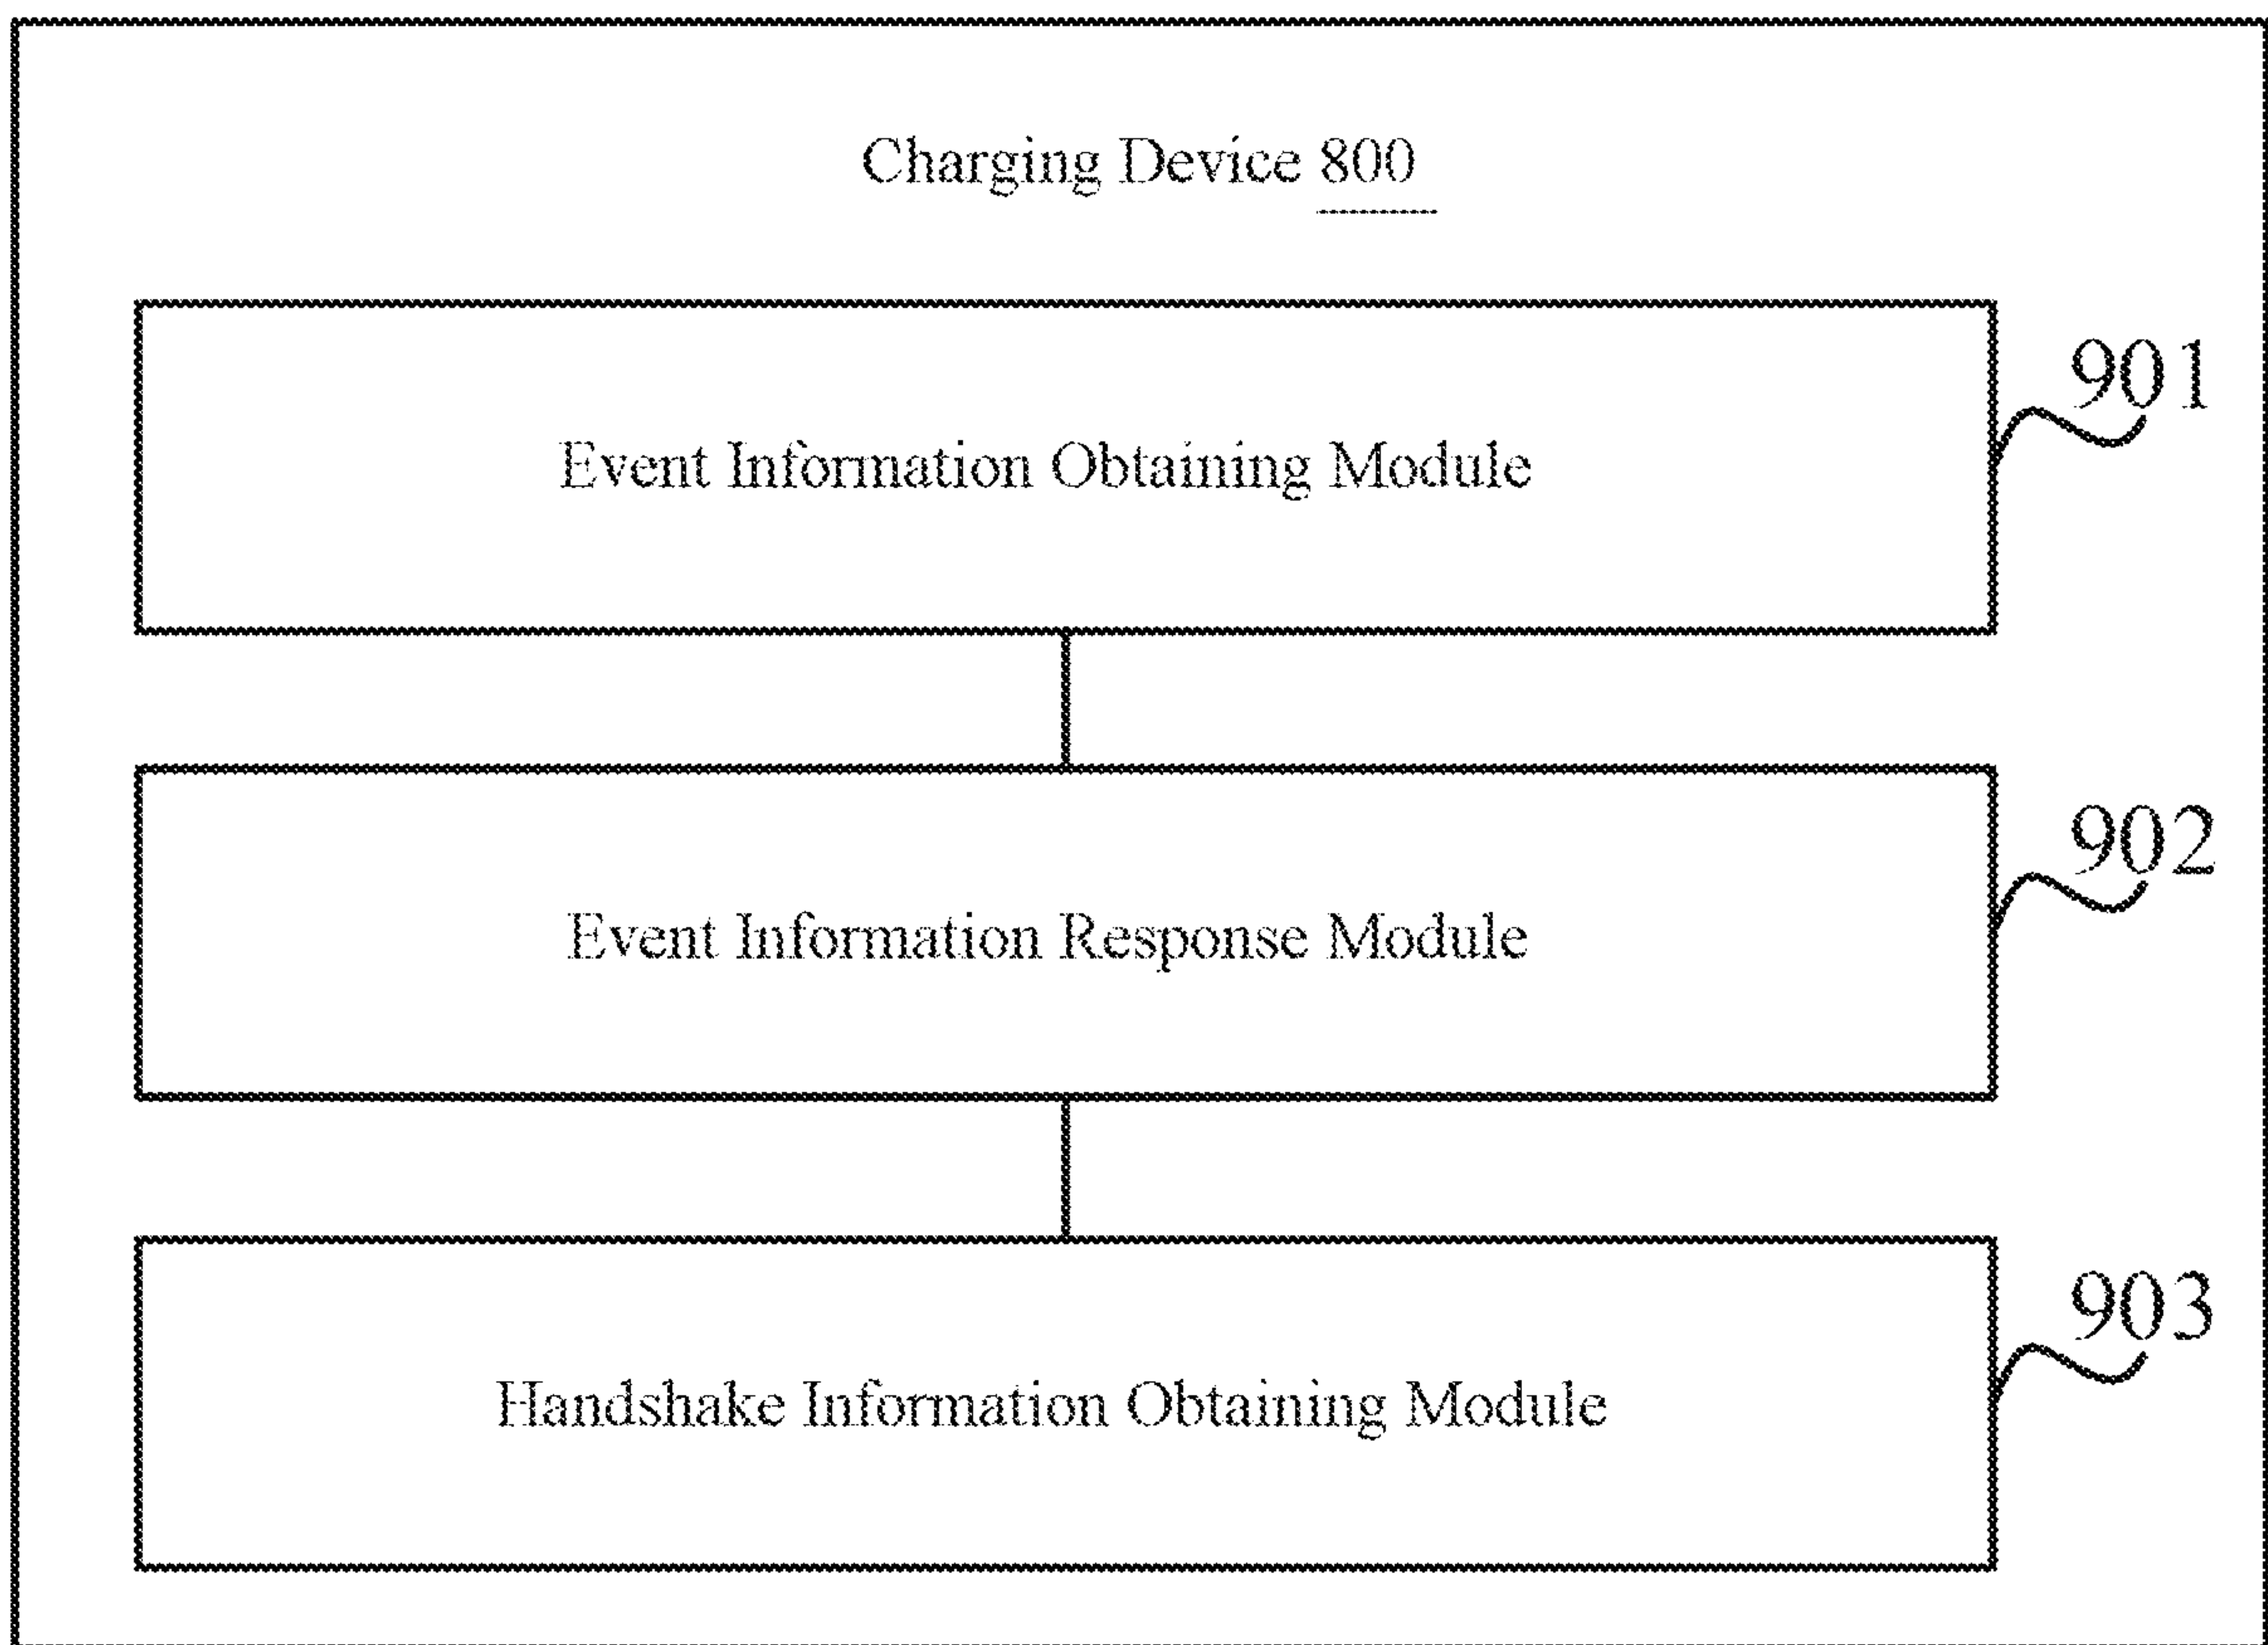 Charging Device 800
901
Event Information Obtaining Module
902
Event Information Response Module
903
Handshake Information Obtaining Module